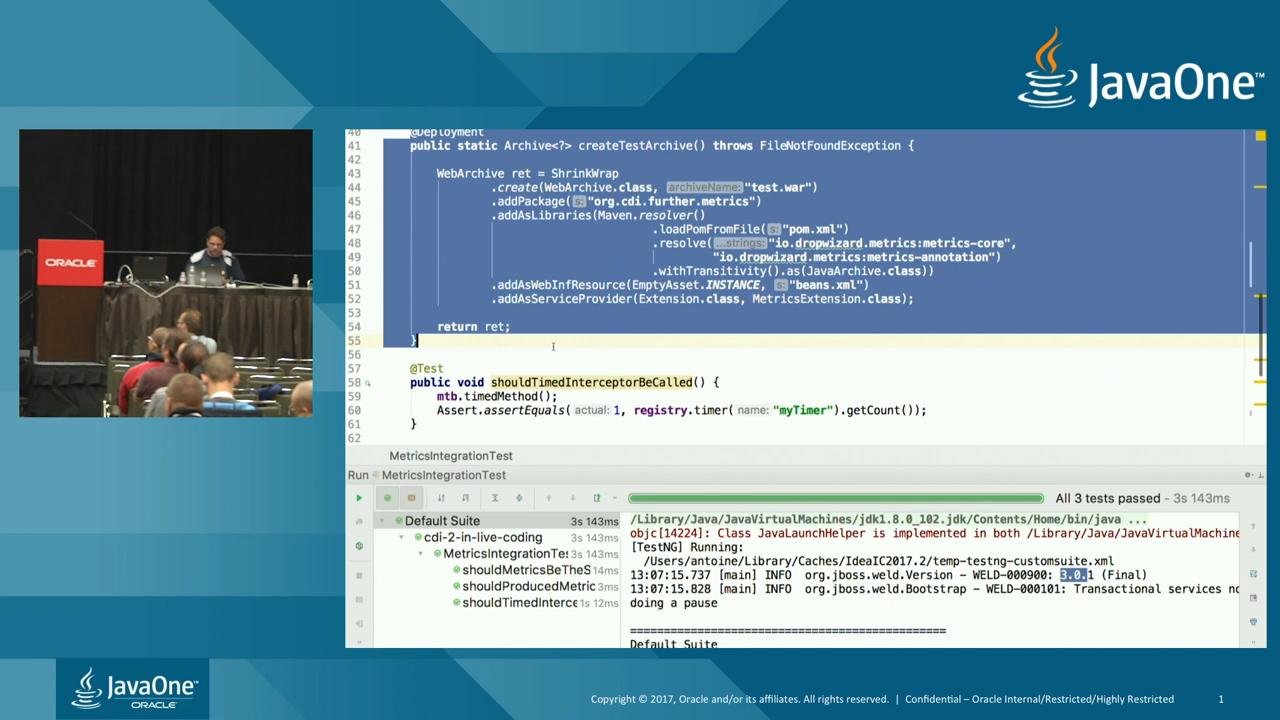 JavaOne™
ORACLE
40 @Deployment
41 public static Archive<?> createTestArchive() throws FileNotFoundException {
42
43 WebArchive ret = ShrinkWrap
44 .create(WebArchive.class, archiveName: "test.war")
45 .addPackage( s: "org.cdi.further.metrics")
46 .addAsLibraries(Maven.resolver()
47 .loadPomFromFile( s: "pom.xml")
48 .resolve( ...strings: "io.dropwizard.metrics:metrics-core",
49 "io.dropwizard.metrics:metrics-annotation")
50 .withTransitivity().as(JavaArchive.class))
51 .addAsWebInfResource(EmptyAsset.INSTANCE, s: "beans.xml")
52 .addAsServiceProvider(Extension.class, MetricsExtension.class);
53
54 return ret;
55 }
56
57 @Test
58 public void shouldTimedInterceptorBeCalled() {
59 mtb.timedMethod();
60 Assert.assertEquals( actual: 1, registry.timer( name: "myTimer").getCount());
61 }
62
MetricsIntegrationTest
Run MetricsIntegrationTest
All 3 tests passed - 3s 143ms
Default Suite 3s 143ms
cdi-2-in-live-coding 3s 143ms
MetricsIntegrationTes 3s 143ms
shouldMetricsBeTheS 14ms
shouldProducedMetric 3ms
shouldTimedInterce 1s 12ms
/Library/Java/JavaVirtualMachines/jdk1.8.0_102.jdk/Contents/Home/bin/java ...
objc[14224]: Class JavaLaunchHelper is implemented in both /Library/Java/JavaVirtualMachine
[TestNG] Running:
/Users/antoine/Library/Caches/IdeaIC2017.2/temp-testng-customsuite.xml
13:07:15.737 [main] INFO org.jboss.weld.Version - WELD-000900: 3.0.1 (Final)
13:07:15.828 [main] INFO org.jboss.weld.Bootstrap - WELD-000101: Transactional services no
doing a pause
===============================================
Default Suite
JavaOne™
ORACLE
Copyright © 2017, Oracle and/or its affiliates. All rights reserved. | Confidential – Oracle Internal/Restricted/Highly Restricted 1